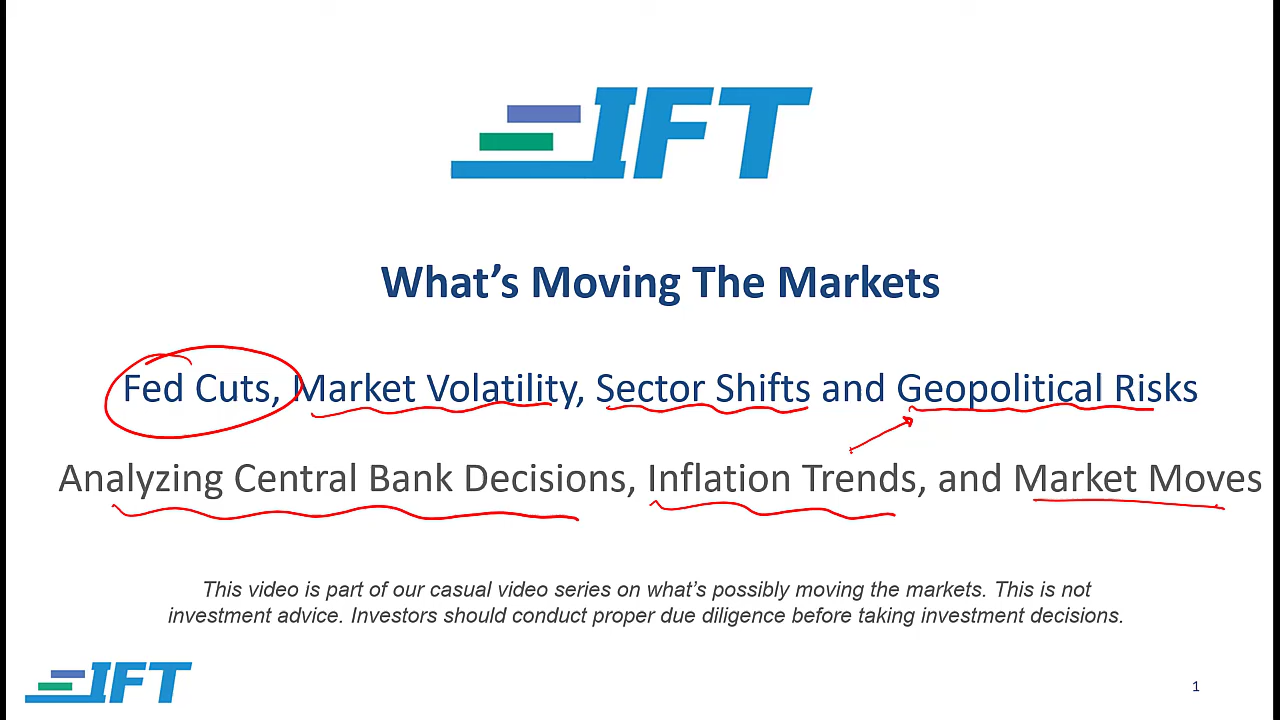 IFT
What's Moving The Markets
Fed Cuts, Market Volatility, Sector Shifts and Geopolitical Risks
Analyzing Central Bank Decisions, Inflation Trends, and Market Moves
This video is part of our casual video series on what's possibly moving the markets. This is not
investment advice. Investors should conduct proper due diligence before taking investment decisions.
IFT
1